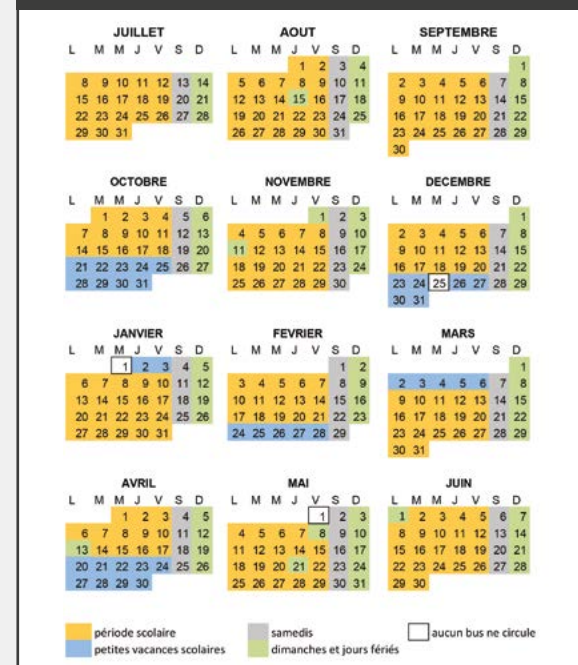 JUILLET AOUT SEPTEMBRE
L M M J V S D L M M J V S D L M M J V S D
1 2 3 4 1
8 9 10 11 12 13 14 5 6 7 8 9 10 11 2 3 4 5 6 7 8
15 16 17 18 19 20 21 12 13 14 15 16 17 18 9 10 11 12 13 14 15
22 23 24 25 26 27 28 19 20 21 22 23 24 25 16 17 18 19 20 21 22
29 30 31 26 27 28 29 30 31 23 24 25 26 27 28 29
30
OCTOBRE NOVEMBRE DECEMBRE
L M M J V S D L M M J V S D L M M J V S D
1 2 3 4 5 6 1 2 3 1
7 8 9 10 11 12 13 4 5 6 7 8 9 10 2 3 4 5 6 7 8
14 15 16 17 18 19 20 11 12 13 14 15 16 17 9 10 11 12 13 14 15
21 22 23 24 25 26 27 18 19 20 21 22 23 24 16 17 18 19 20 21 22
28 29 30 31 25 26 27 28 29 30 23 24 25 26 27 28 29
30 31
JANVIER FEVRIER MARS
L M M J V S D L M M J V S D L M M J V S D
1 2 3 4 5 1 2 1
6 7 8 9 10 11 12 3 4 5 6 7 8 9 2 3 4 5 6 7 8
13 14 15 16 17 18 19 10 11 12 13 14 15 16 9 10 11 12 13 14 15
20 21 22 23 24 25 26 17 18 19 20 21 22 23 16 17 18 19 20 21 22
27 28 29 30 31 24 25 26 27 28 29 23 24 25 26 27 28 29
30 31
AVRIL MAI JUIN
L M M J V S D L M M J V S D L M M J V S D
1 2 3 4 5 1 2 3 1 2 3 4 5 6 7
6 7 8 9 10 11 12 4 5 6 7 8 9 10 8 9 10 11 12 13 14
13 14 15 16 17 18 19 11 12 13 14 15 16 17 15 16 17 18 19 20 21
20 21 22 23 24 25 26 18 19 20 21 22 23 24 22 23 24 25 26 27 28
27 28 29 30 25 26 27 28 29 30 31 29 30
période scolaire samedis aucun bus ne circule
petites vacances scolaires dimanches et jours fériés